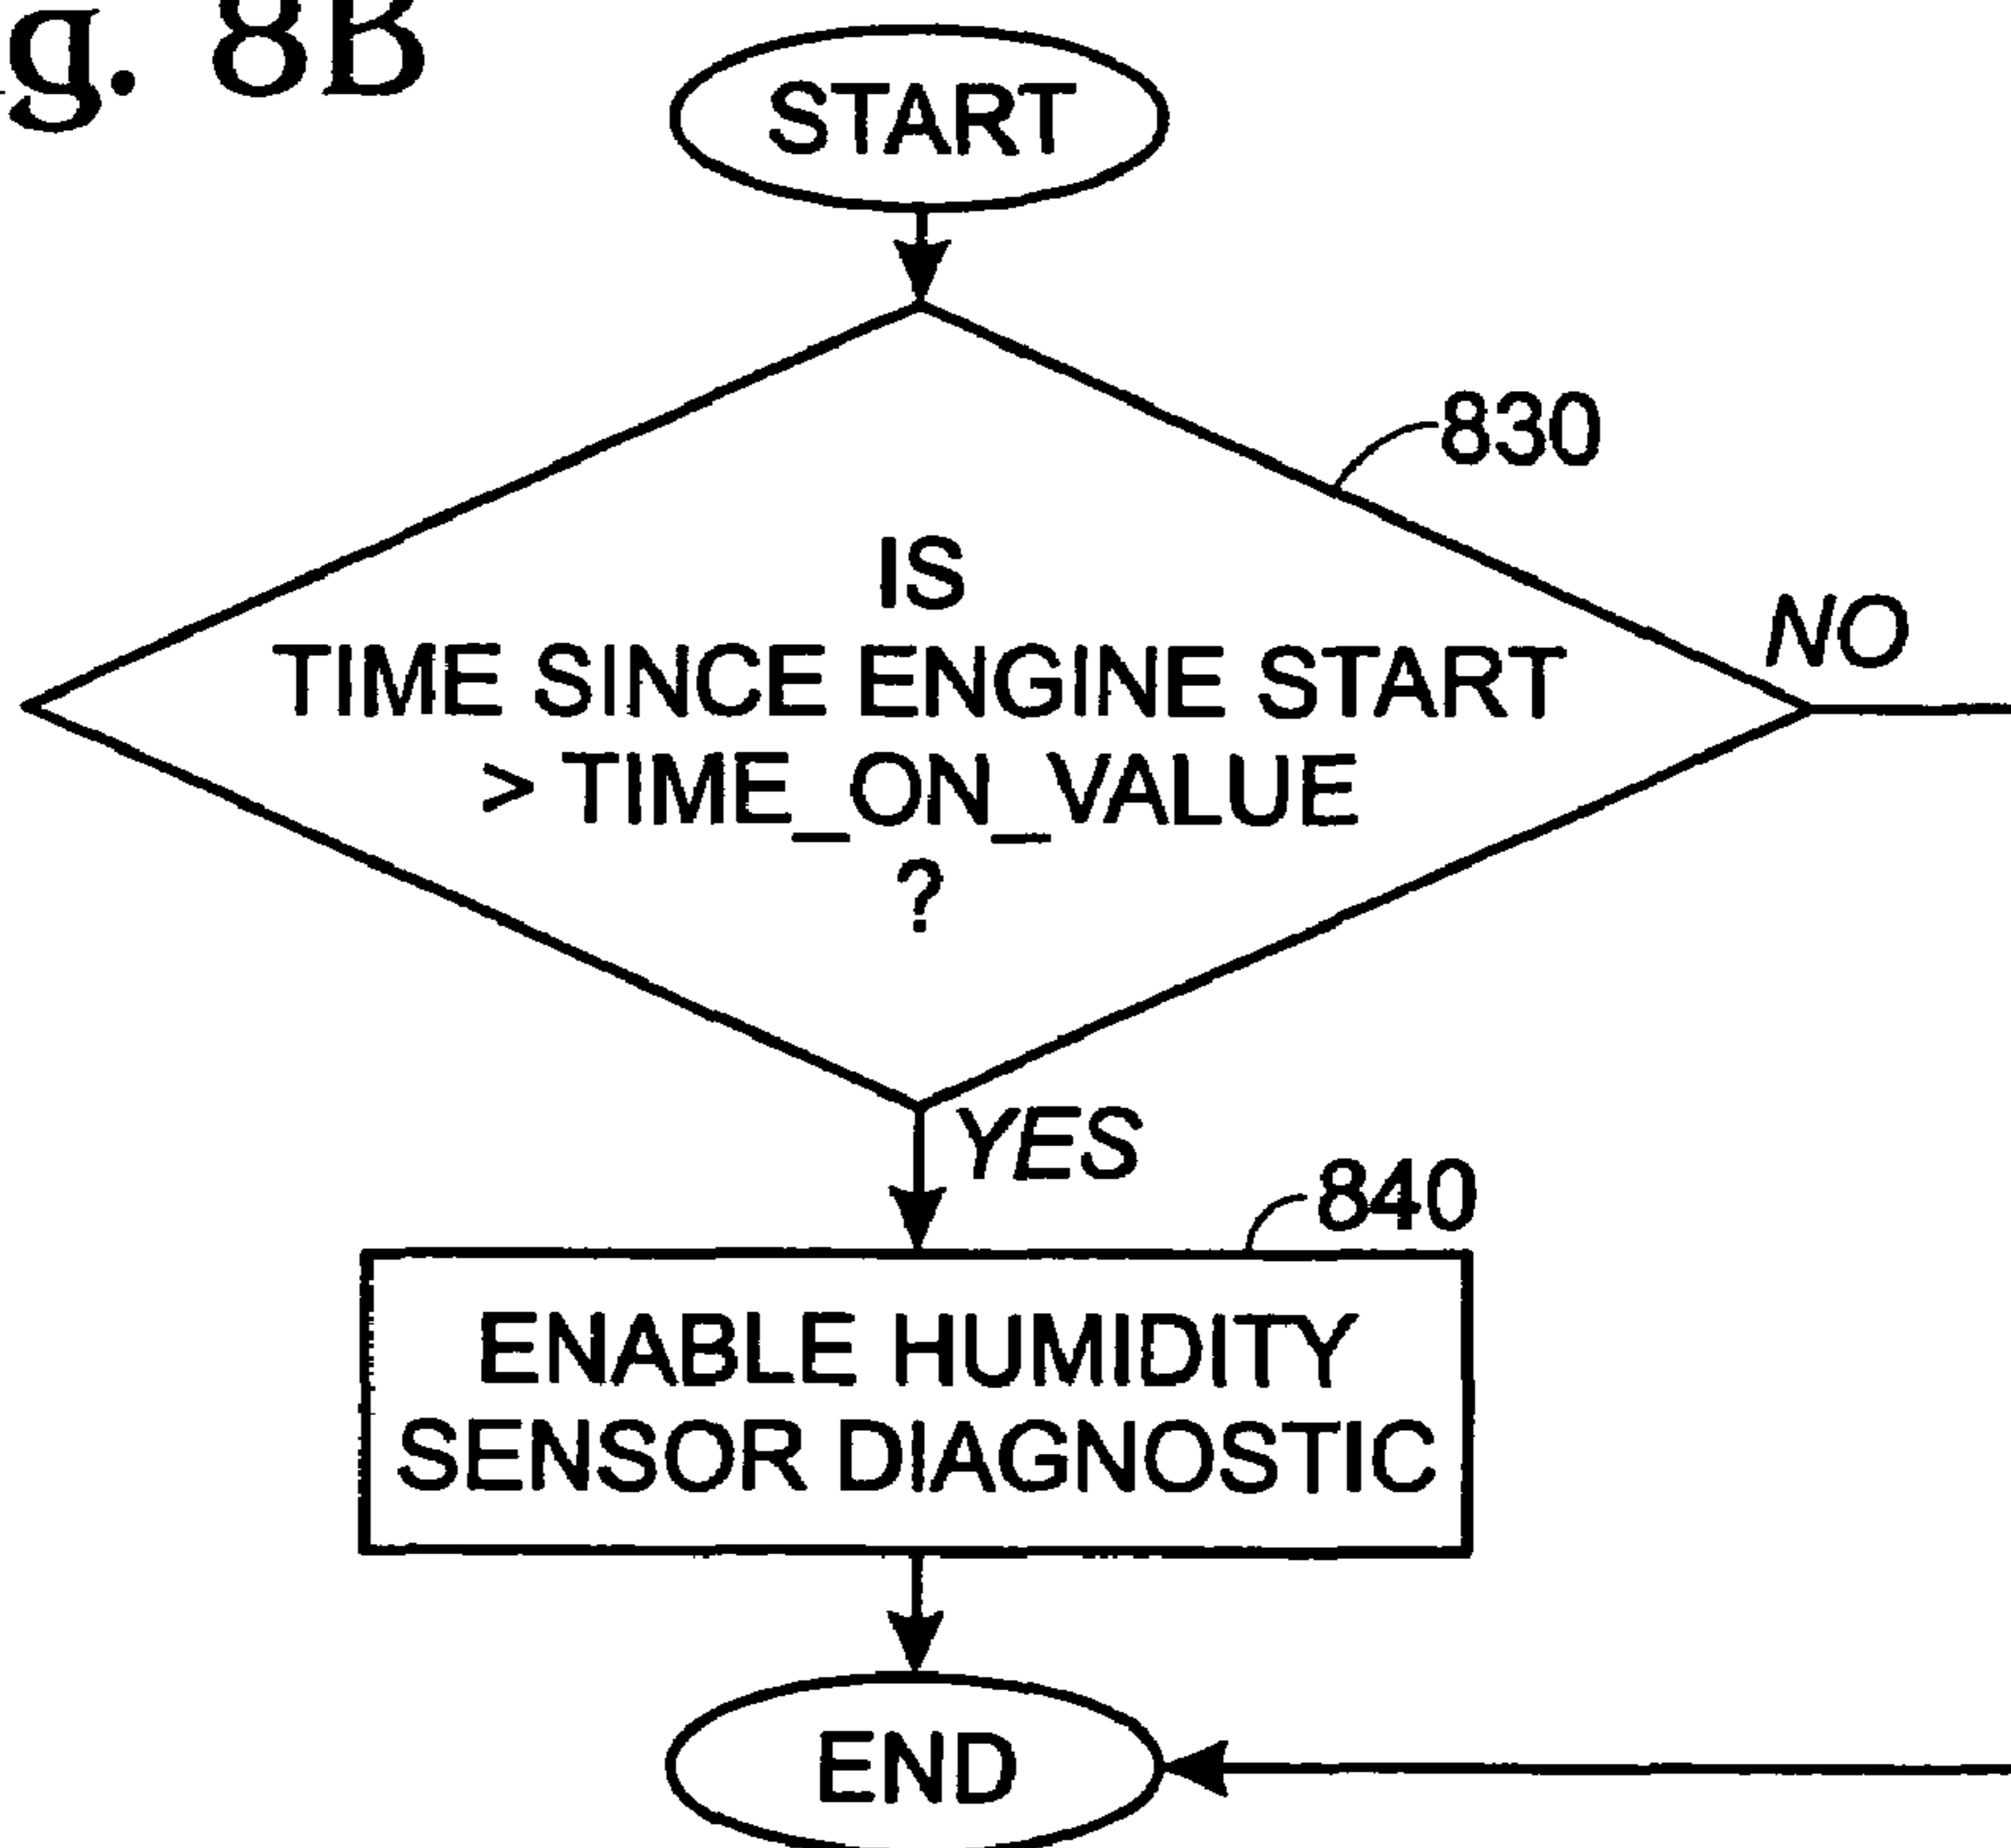 g. 8B
START
830
IS
TIME SINCE ENGINE START
> TIME_ON_VALUE
?
NO
YES
840
ENABLE HUMIDITY
SENSOR DIAGNOSTIC
END